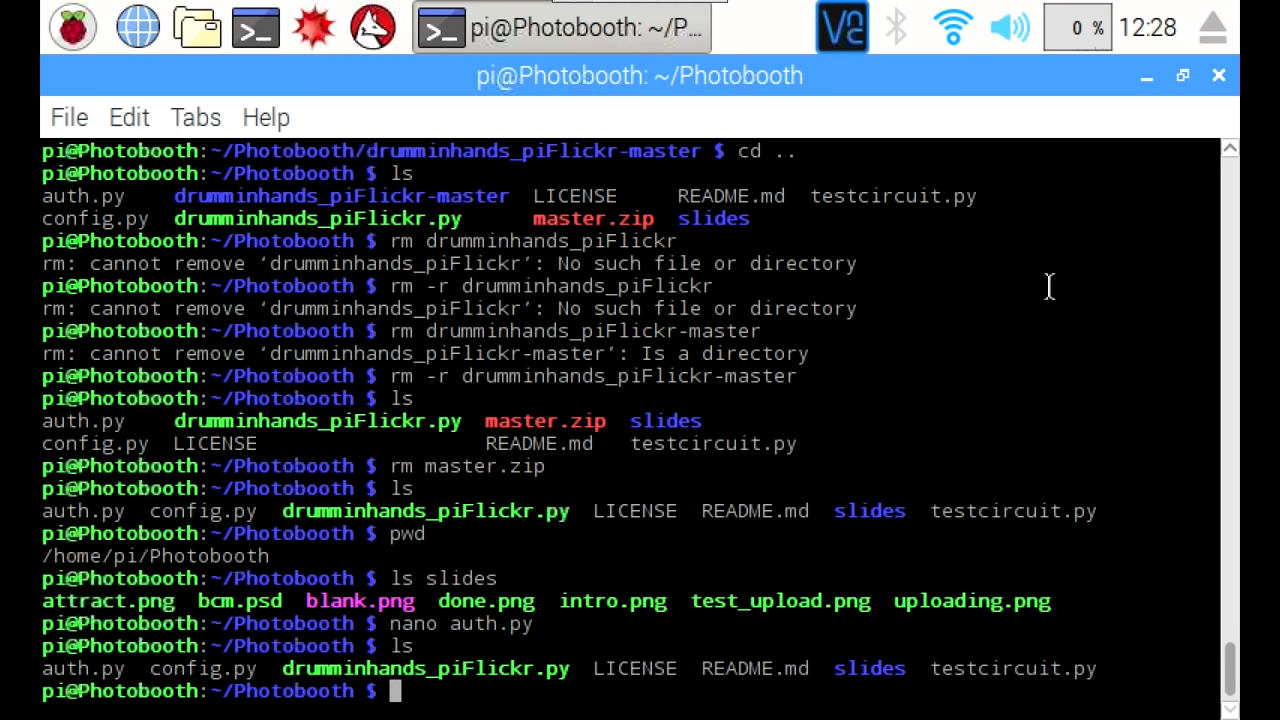 pi@Photobooth: ~/P...
0 %
12:28
pi@Photobooth: ~/Photobooth
File Edit Tabs Help
pi@Photobooth:~/Photobooth/drumminhands_piFlickr-master $ cd ..
pi@Photobooth:~/Photobooth $ ls
auth.py drumminhands_piFlickr-master LICENSE README.md testcircuit.py
config.py drumminhands_piFlickr.py master.zip slides
pi@Photobooth:~/Photobooth $ rm drumminhands_piFlickr
rm: cannot remove ‘drumminhands_piFlickr’: No such file or directory
pi@Photobooth:~/Photobooth $ rm -r drumminhands_piFlickr
rm: cannot remove ‘drumminhands_piFlickr’: No such file or directory
pi@Photobooth:~/Photobooth $ rm drumminhands_piFlickr-master
rm: cannot remove ‘drumminhands_piFlickr-master’: Is a directory
pi@Photobooth:~/Photobooth $ rm -r drumminhands_piFlickr-master
pi@Photobooth:~/Photobooth $ ls
auth.py drumminhands_piFlickr.py master.zip slides
config.py LICENSE README.md testcircuit.py
pi@Photobooth:~/Photobooth $ rm master.zip
pi@Photobooth:~/Photobooth $ ls
auth.py config.py drumminhands_piFlickr.py LICENSE README.md slides testcircuit.py
pi@Photobooth:~/Photobooth $ pwd
/home/pi/Photobooth
pi@Photobooth:~/Photobooth $ ls slides
attract.png bcm.psd blank.png done.png intro.png test_upload.png uploading.png
pi@Photobooth:~/Photobooth $ nano auth.py
pi@Photobooth:~/Photobooth $ ls
auth.py config.py drumminhands_piFlickr.py LICENSE README.md slides testcircuit.py
pi@Photobooth:~/Photobooth $